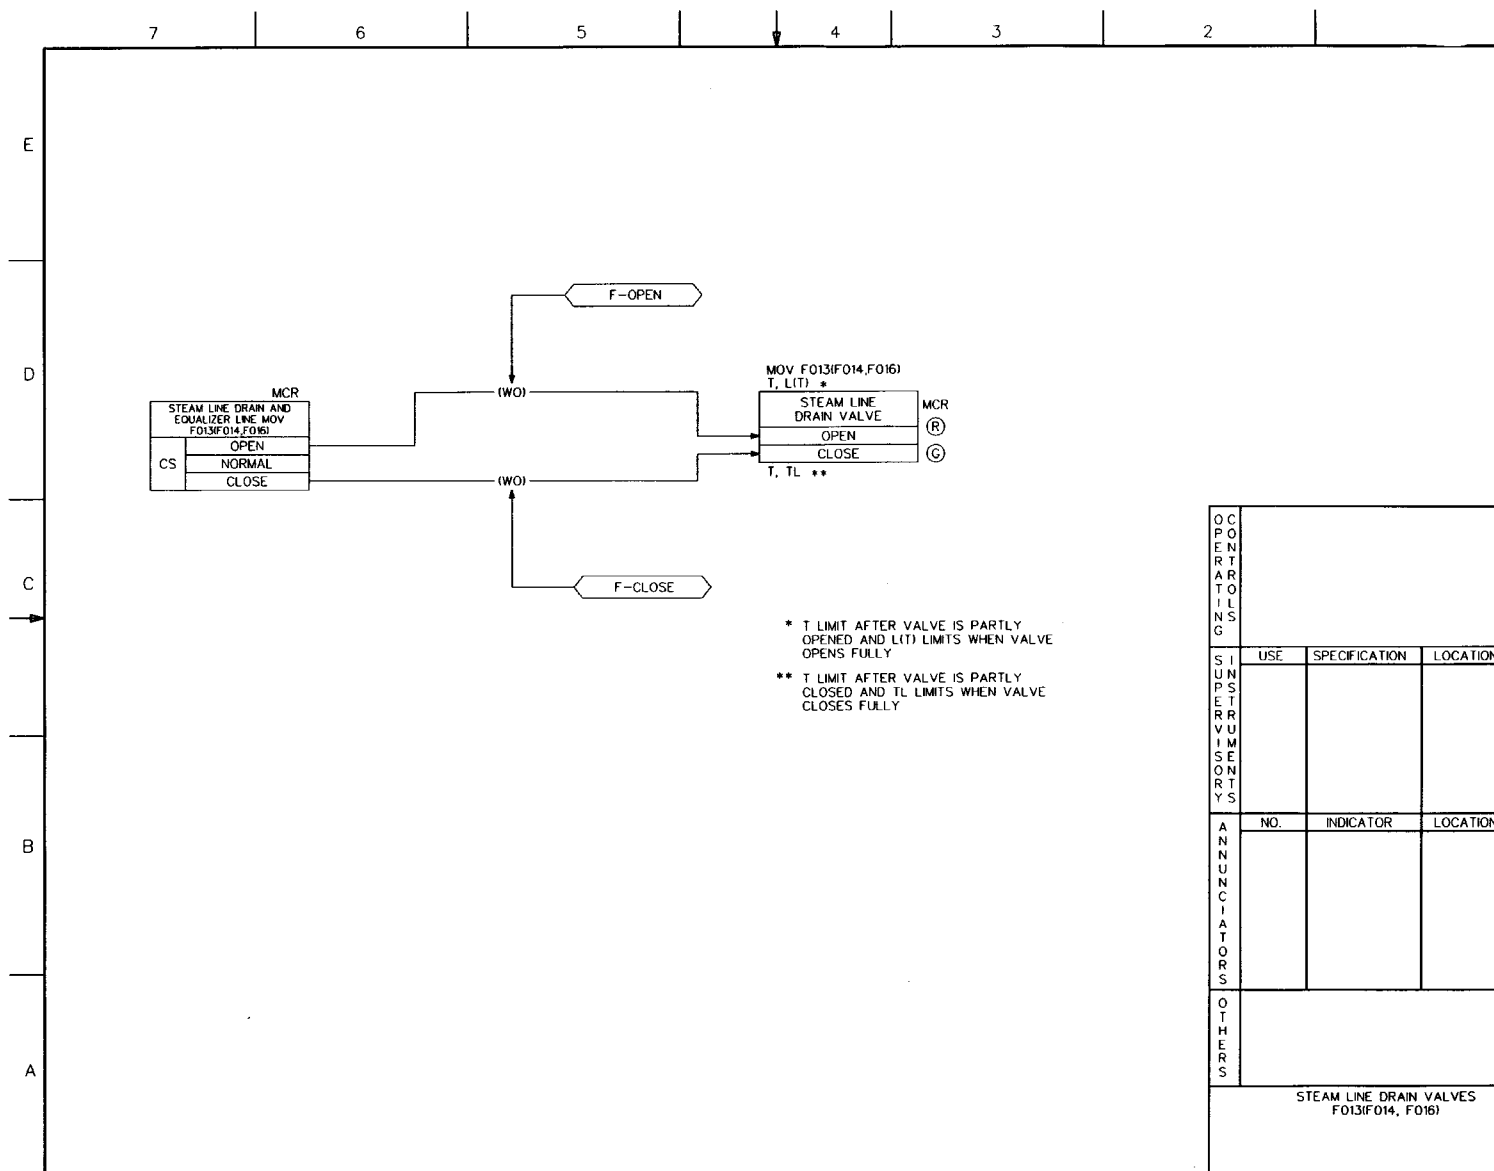 7 6 5 4 3 2
E
D
C
B
A
F-OPEN
(WO)
MCR
STEAM LINE DRAIN AND
EQUALIZER LINE MOV
F013(F014,F016)
CS
OPEN
NORMAL
CLOSE
(WO)
F-CLOSE
MOV F013(F014,F016)
T, L(T) *
STEAM LINE
DRAIN VALVE
OPEN
CLOSE
MCR
R
G
T, TL **
* T LIMIT AFTER VALVE IS PARTLY
OPENED AND L(T) LIMITS WHEN VALVE
OPENS FULLY
** T LIMIT AFTER VALVE IS PARTLY
CLOSED AND TL LIMITS WHEN VALVE
CLOSES FULLY
OPERATING
CONTROLS
SUPERVISORY
INSTRUMENTS
USE SPECIFICATION LOCATION
ANNUNCIATORS
NO. INDICATOR LOCATION
OTHERS
STEAM LINE DRAIN VALVES
F013(F014, F016)